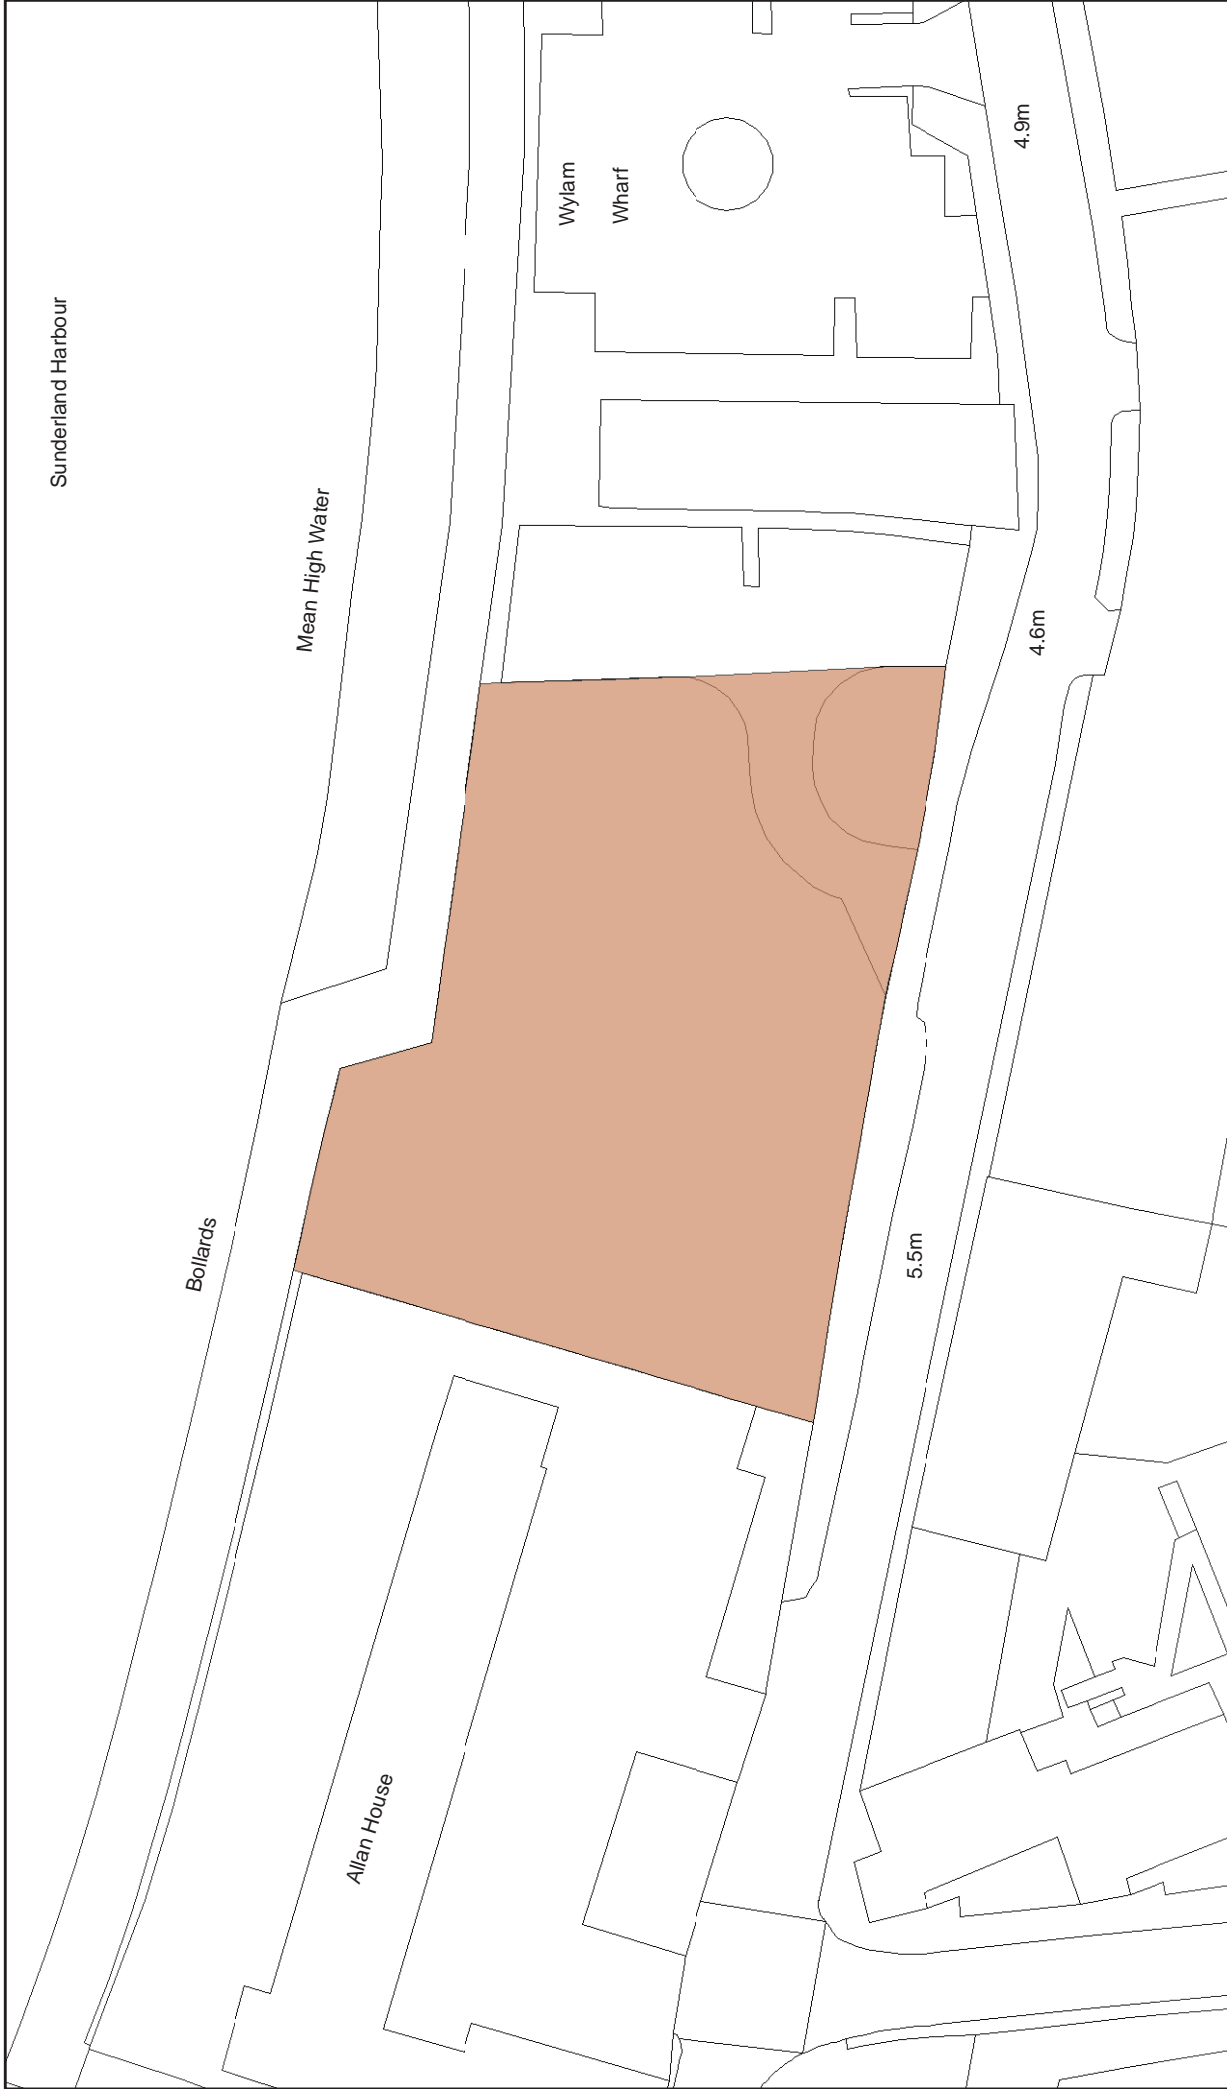 Sunderland Harbour
Mean High Water
Bollards
Allan House
Wylam
Wharf
4.9m
4.6m
5.5m